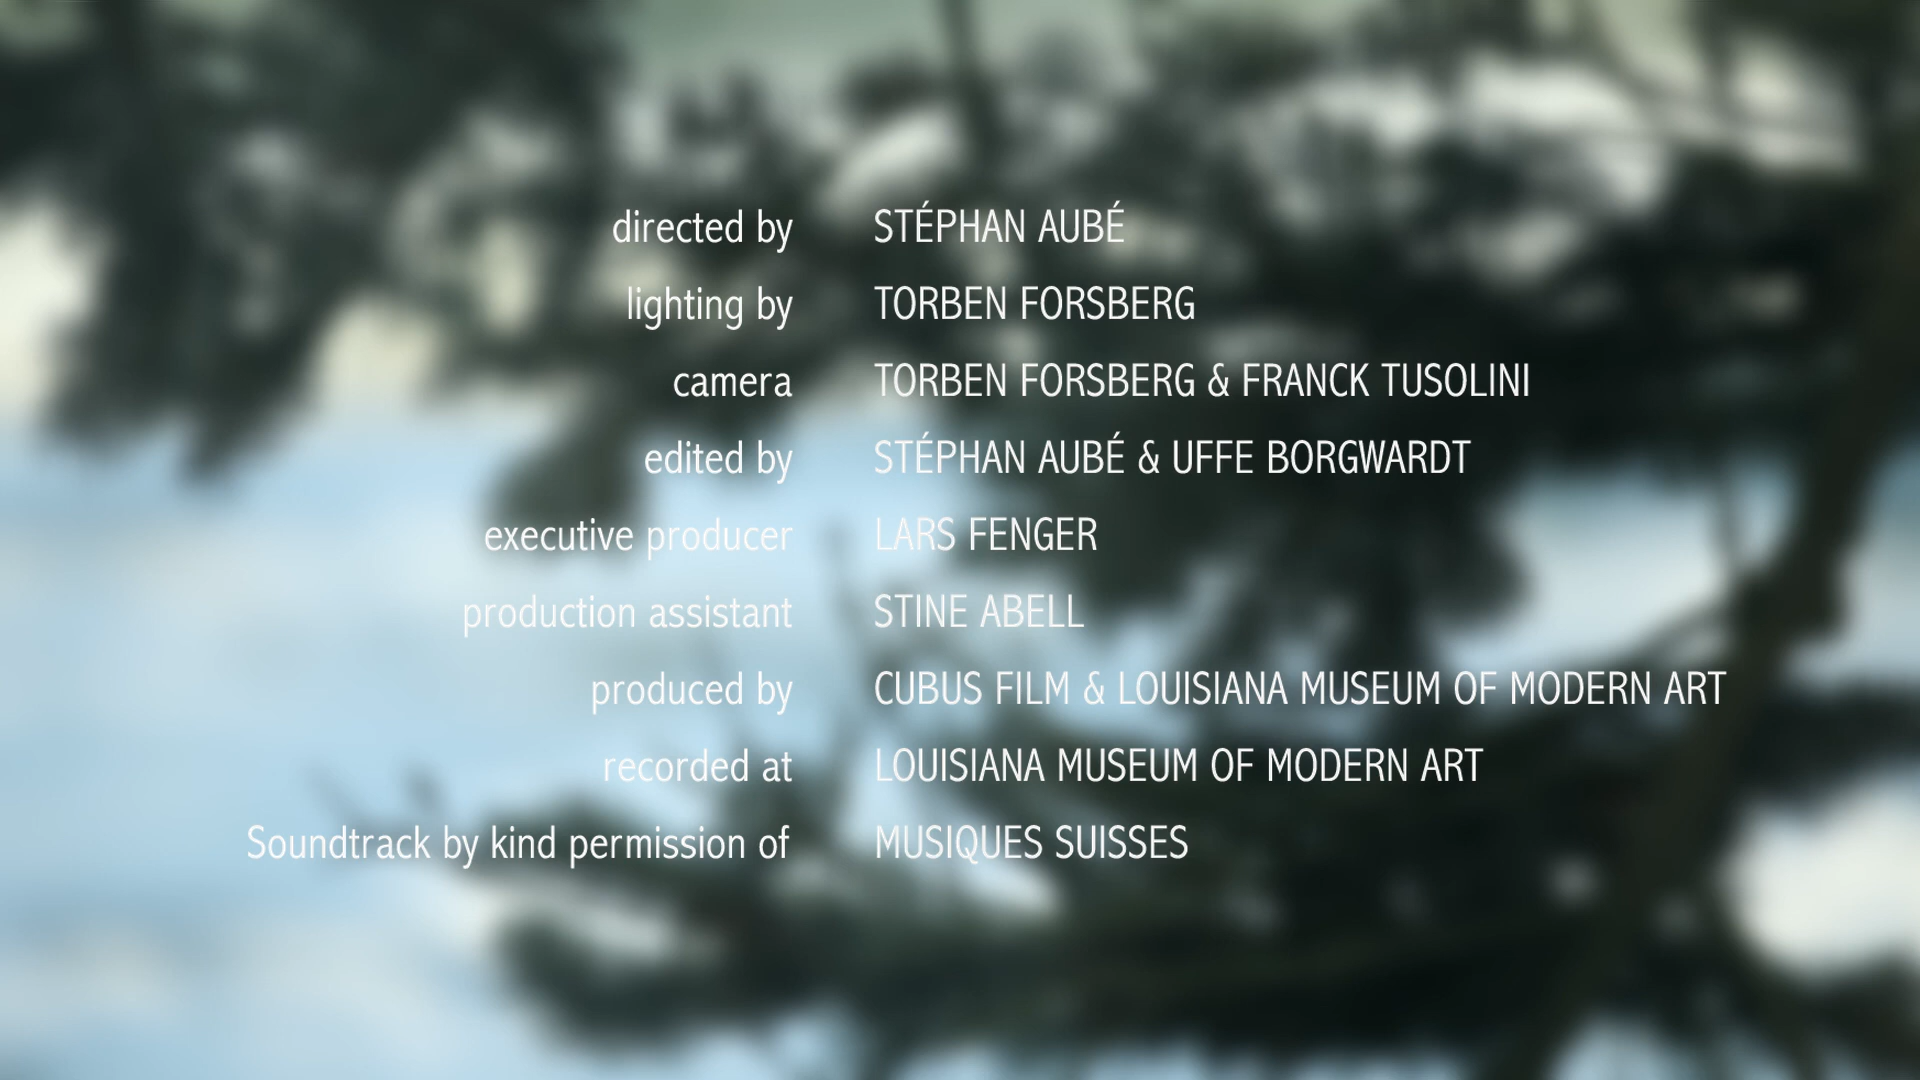 directed by STÉPHAN AUBÉ
lighting by TORBEN FORSBERG
camera TORBEN FORSBERG & FRANCK TUSOLINI
edited by STÉPHAN AUBÉ & UFFE BORGWARDT
executive producer LARS FENGER
production assistant STINE ABELL
produced by CUBUS FILM & LOUISIANA MUSEUM OF MODERN ART
recorded at LOUISIANA MUSEUM OF MODERN ART
Soundtrack by kind permission of MUSIQUES SUISSES